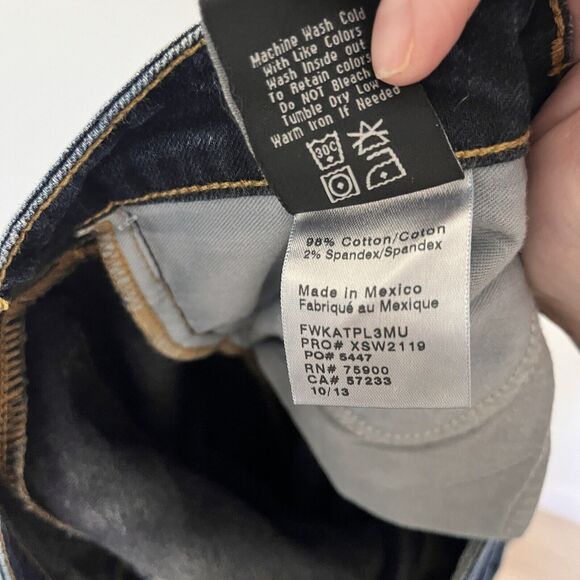 Machine Wash Cold
With Like Colors
Wash Inside out
To Retain colors
Do NOT Bleach
Tumble Dry Low
Warm Iron If Needed
30C
98% Cotton/Coton
2% Spandex/Spandex
Made in Mexico
Fabriqué au Mexique
FWKATPL3MU
PRO# XSW2119
PO# 5447
RN# 75900
CA# 57233
10/13